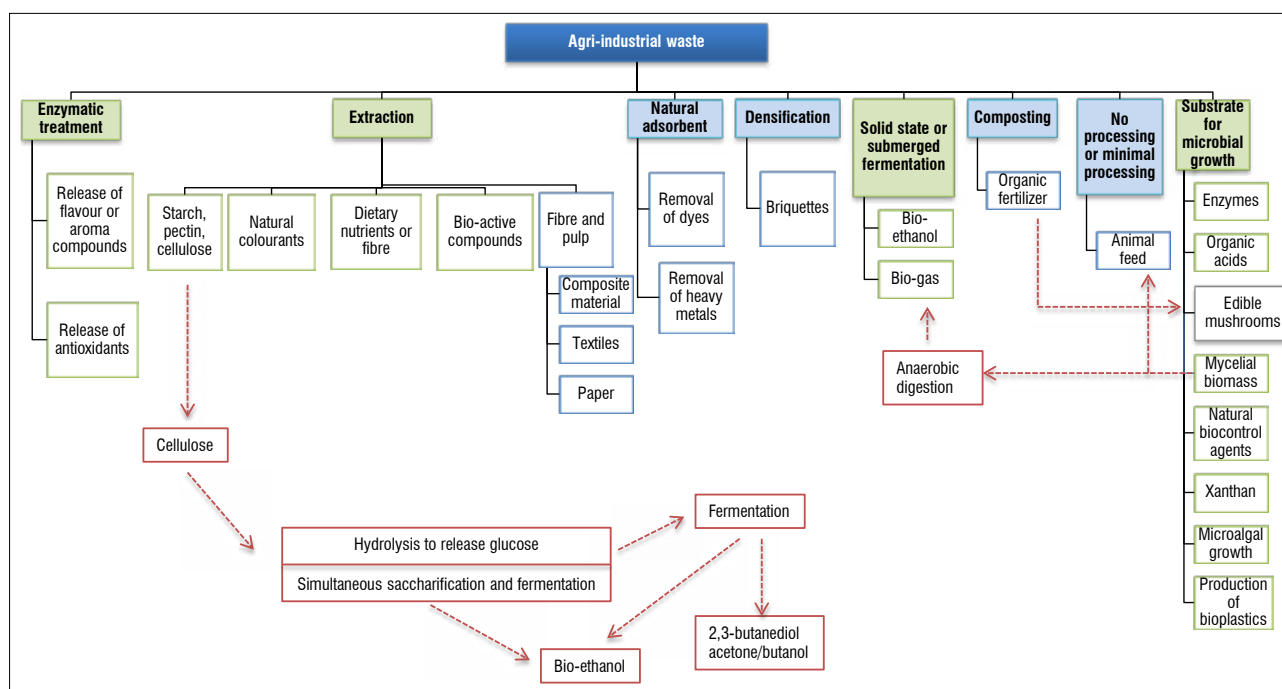 Agri-industrial waste
Enzymatic
treatment
Release of
flavour or
aroma
compounds
Release of
antioxidants
Extraction
Starch,
pectin,
cellulose
Natural
colourants
Dietary
nutrients or
fibre
Bio-active
compounds
Fibre and
pulp
Composite
material
Textiles
Paper
Natural
adsorbent
Removal
of dyes
Removal
of heavy
metals
Densification
Briquettes
Solid state or
submerged
fermentation
Bio-
ethanol
Bio-gas
Composting
Organic
fertilizer
No
processing
or minimal
processing
Animal
feed
Substrate
for
microbial
growth
Enzymes
Organic
acids
Edible
mushrooms
Mycelial
biomass
Natural
biocontrol
agents
Xanthan
Microalgal
growth
Production
of
bioplastics
Anaerobic
digestion
Cellulose
Hydrolysis to release glucose
Simultaneous saccharification and fermentation
Fermentation
Bio-ethanol
2,3-butanediol
acetone/butanol